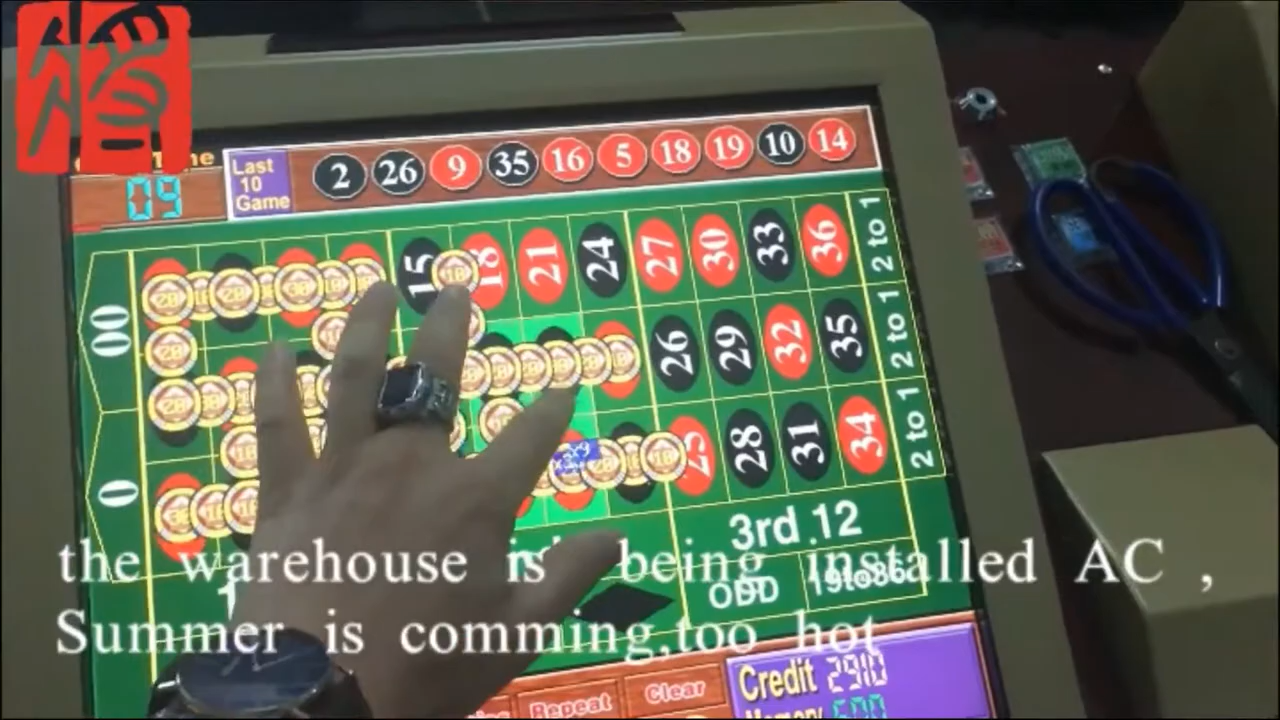 Last
10
Game
2 26 9 35 16 5 18 19 10 14
09
00
15 18 21 24 27 30 33 36 2 to 1
26 29 32 35 2 to 1
0
25 28 31 34 2 to 1
3rd 12
ODD 19to36
the warehouse is being installed AC ,
Summer is comming,too hot
Repeat
Clear
Credit 2910